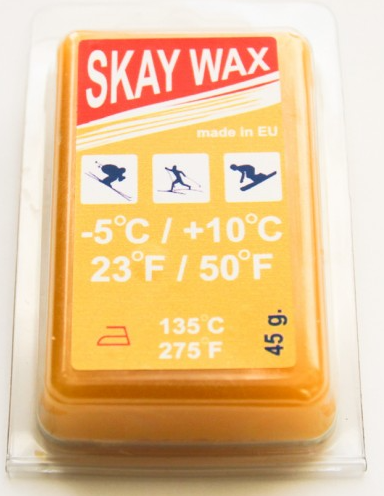 SKAY WAX
made in EU
-5°C / +10°C
23°F / 50°F
135°C
275°F
45 g.